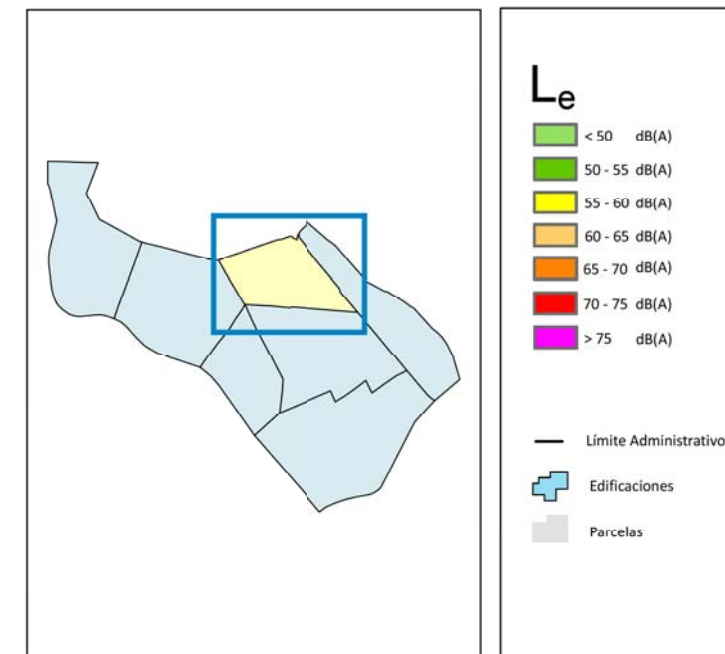 Le
< 50 dB(A)
50 - 55 dB(A)
55 - 60 dB(A)
60 - 65 dB(A)
65 - 70 dB(A)
70 - 75 dB(A)
> 75 dB(A)
Límite Administrativo
Edificaciones
Parcelas